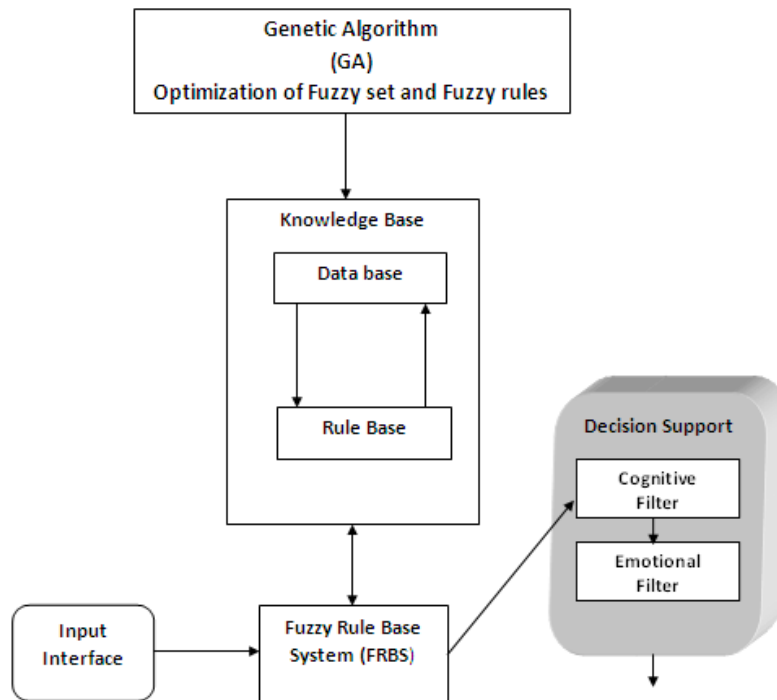 Genetic Algorithm
(GA)
Optimization of Fuzzy set and Fuzzy rules
Knowledge Base
Data base
Rule Base
Decision Support
Cognitive
Filter
Emotional
Filter
Input
Interface
Fuzzy Rule Base
System (FRBS)